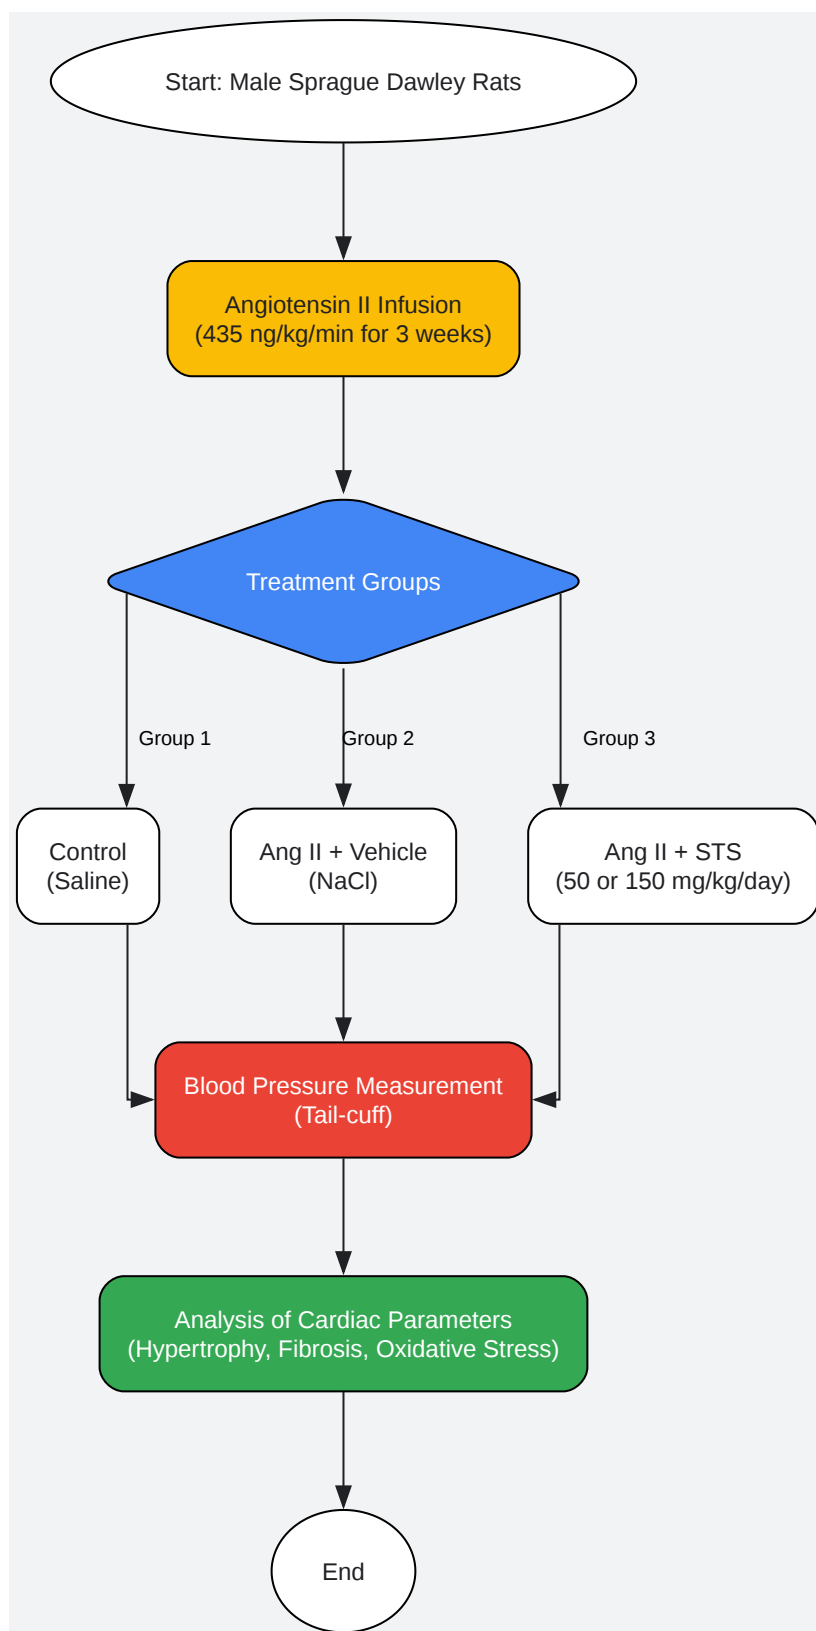 Start: Male Sprague Dawley Rats
Angiotensin II Infusion
(435 ng/kg/min for 3 weeks)
Treatment Groups
Group 1
Group 2
Group 3
Control
(Saline)
Ang II + Vehicle
(NaCl)
Ang II + STS
(50 or 150 mg/kg/day)
Blood Pressure Measurement
(Tail-cuff)
Analysis of Cardiac Parameters
(Hypertrophy, Fibrosis, Oxidative Stress)
End